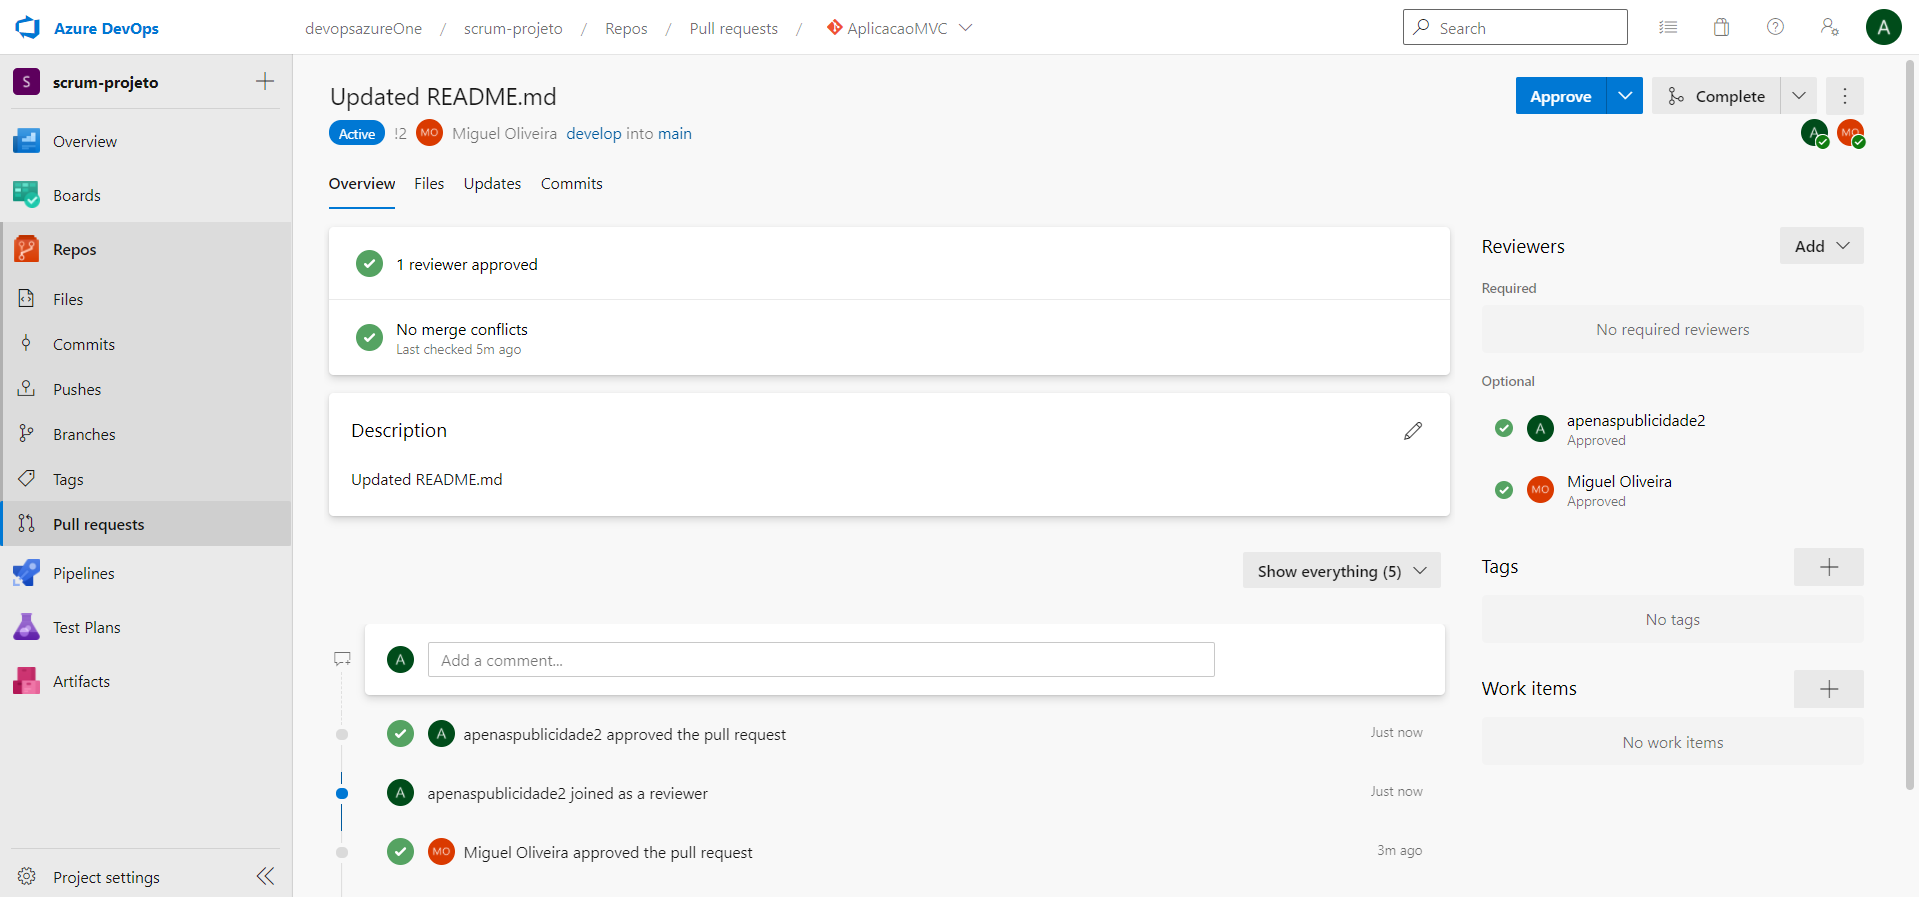 Azure DevOps
devopsazureOne / scrum-projeto / Repos / Pull requests / AplicacaoMVC
Search
A
S scrum-projeto
Overview
Boards
Repos
Files
Commits
Pushes
Branches
Tags
Pull requests
Pipelines
Test Plans
Artifacts
Project settings
Updated README.md
Approve
Complete
Active !2 MO Miguel Oliveira develop into main
A MO
Overview Files Updates Commits
1 reviewer approved
No merge conflicts
Last checked 5m ago
Description
Updated README.md
Show everything (5)
A Add a comment...
A apenaspublicidade2 approved the pull request Just now
A apenaspublicidade2 joined as a reviewer Just now
MO Miguel Oliveira approved the pull request 3m ago
Reviewers Add
Required
No required reviewers
Optional
A apenaspublicidade2
Approved
MO Miguel Oliveira
Approved
Tags
No tags
Work items
No work items